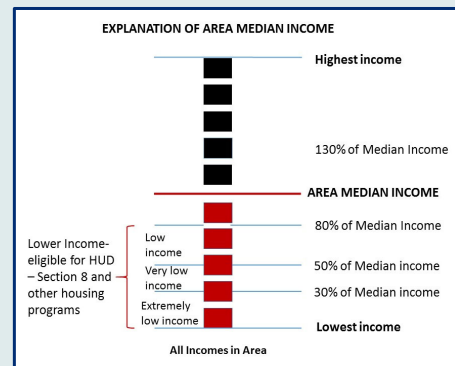 EXPLANATION OF AREA MEDIAN INCOME
Highest income
130% of Median Income
AREA MEDIAN INCOME
80% of Median Income
Lower Income-
eligible for HUD
– Section 8 and
other housing
programs
Low
income
Very low
income
Extremely
low income
50% of Median income
30% of Median income
Lowest income
All Incomes in Area